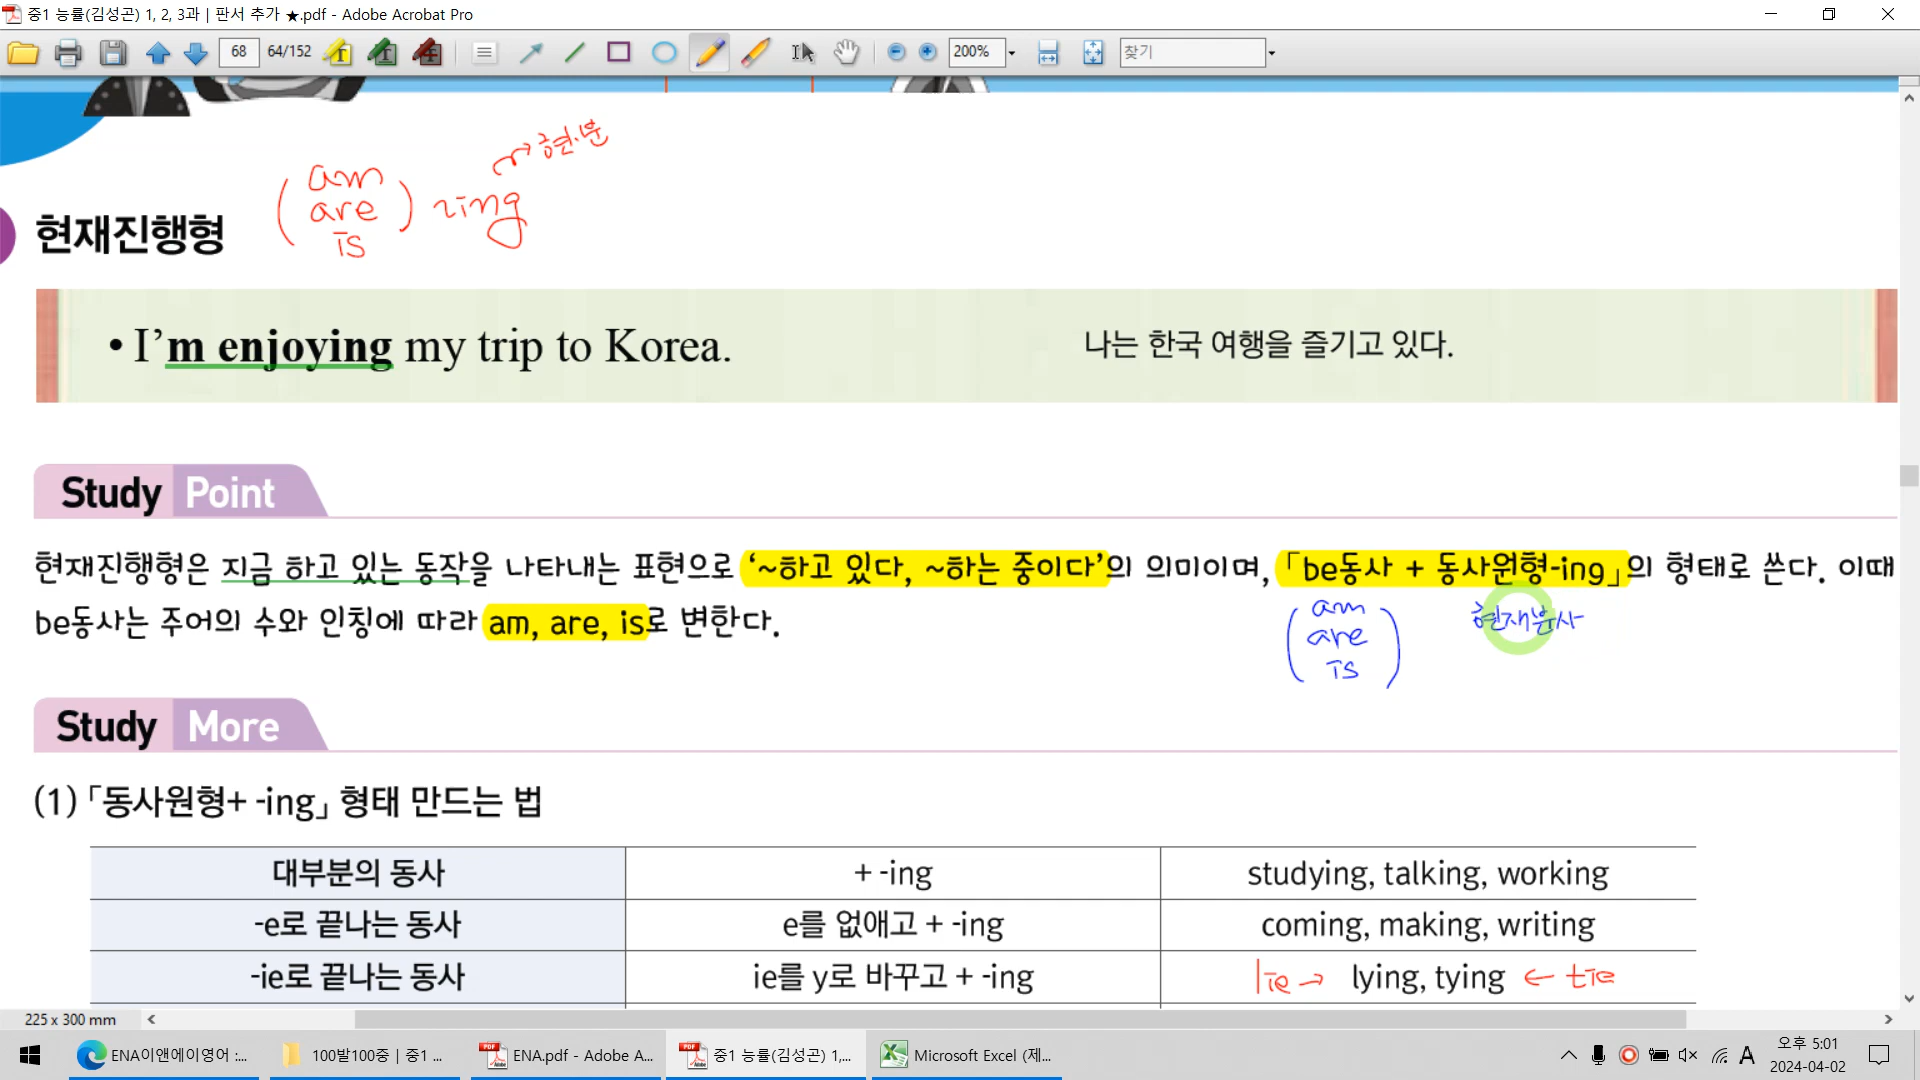 중1 능률(김성곤) 1, 2, 3과 | 판서 추가 ★.pdf - Adobe Acrobat Pro
68 64/152 200% 찾기
현재진행형
am
are
is
ing
현·분
• I'm enjoying my trip to Korea. 나는 한국 여행을 즐기고 있다.
Study Point
현재진행형은 지금 하고 있는 동작을 나타내는 표현으로 '~하고 있다, ~하는 중이다'의 의미이며, 「be동사 + 동사원형-ing」의 형태로 쓴다. 이때
be동사는 주어의 수와 인칭에 따라 am, are, is로 변한다.
am
are
is
현재분사
Study More
(1) 「동사원형+ -ing」 형태 만드는 법
대부분의 동사 + -ing studying, talking, working
-e로 끝나는 동사 e를 없애고 + -ing coming, making, writing
-ie로 끝나는 동사 ie를 y로 바꾸고 + -ing lie → lying, tying ← tie
225 x 300 mm
ENA이앤에이영어 :... 100발100중 | 중1 ... ENA.pdf - Adobe A... 중1 능률(김성곤) 1,... Microsoft Excel (제... A 오후 5:01
2024-04-02